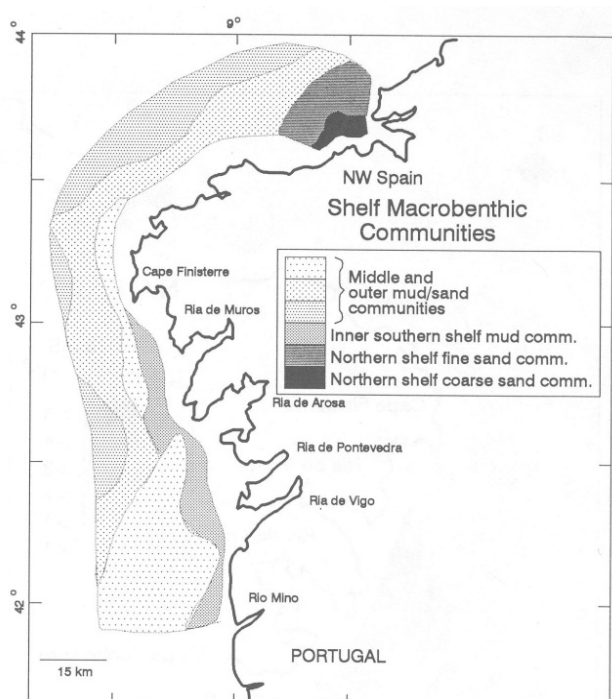 9°
44°
NW Spain
Shelf Macrobenthic
Communities
Middle and
outer mud/sand
communities
Inner southern shelf mud comm.
Northern shelf fine sand comm.
Northern shelf coarse sand comm.
Cape Finisterre
Ria de Muros
43°
Ria de Arosa
Ria de Pontevedra
Ria de Vigo
42°
Rio Mino
15 km
PORTUGAL